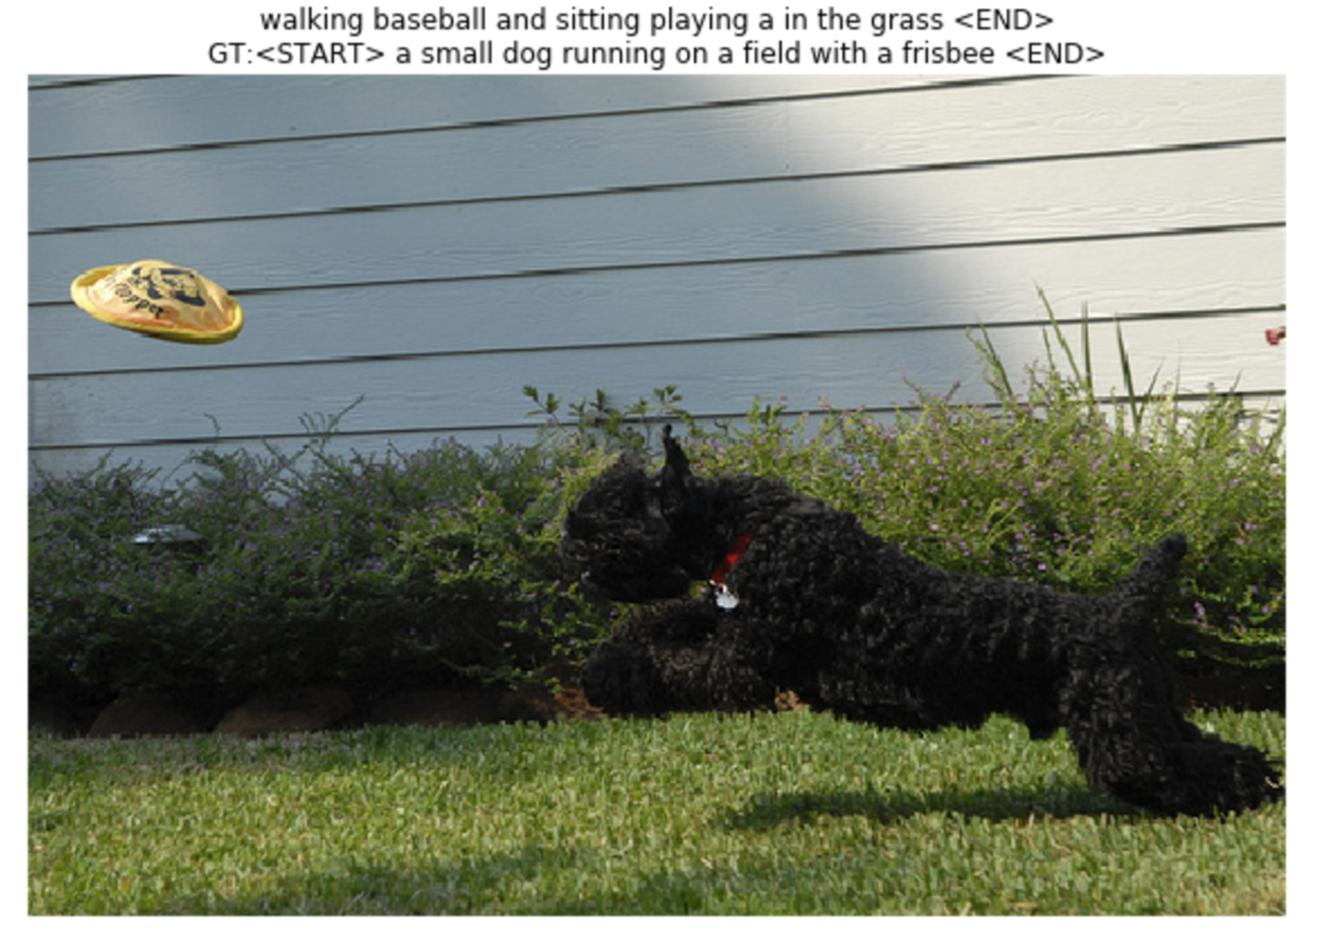 walking baseball and sitting playing a in the grass <END>
GT:<START> a small dog running on a field with a frisbee <END>